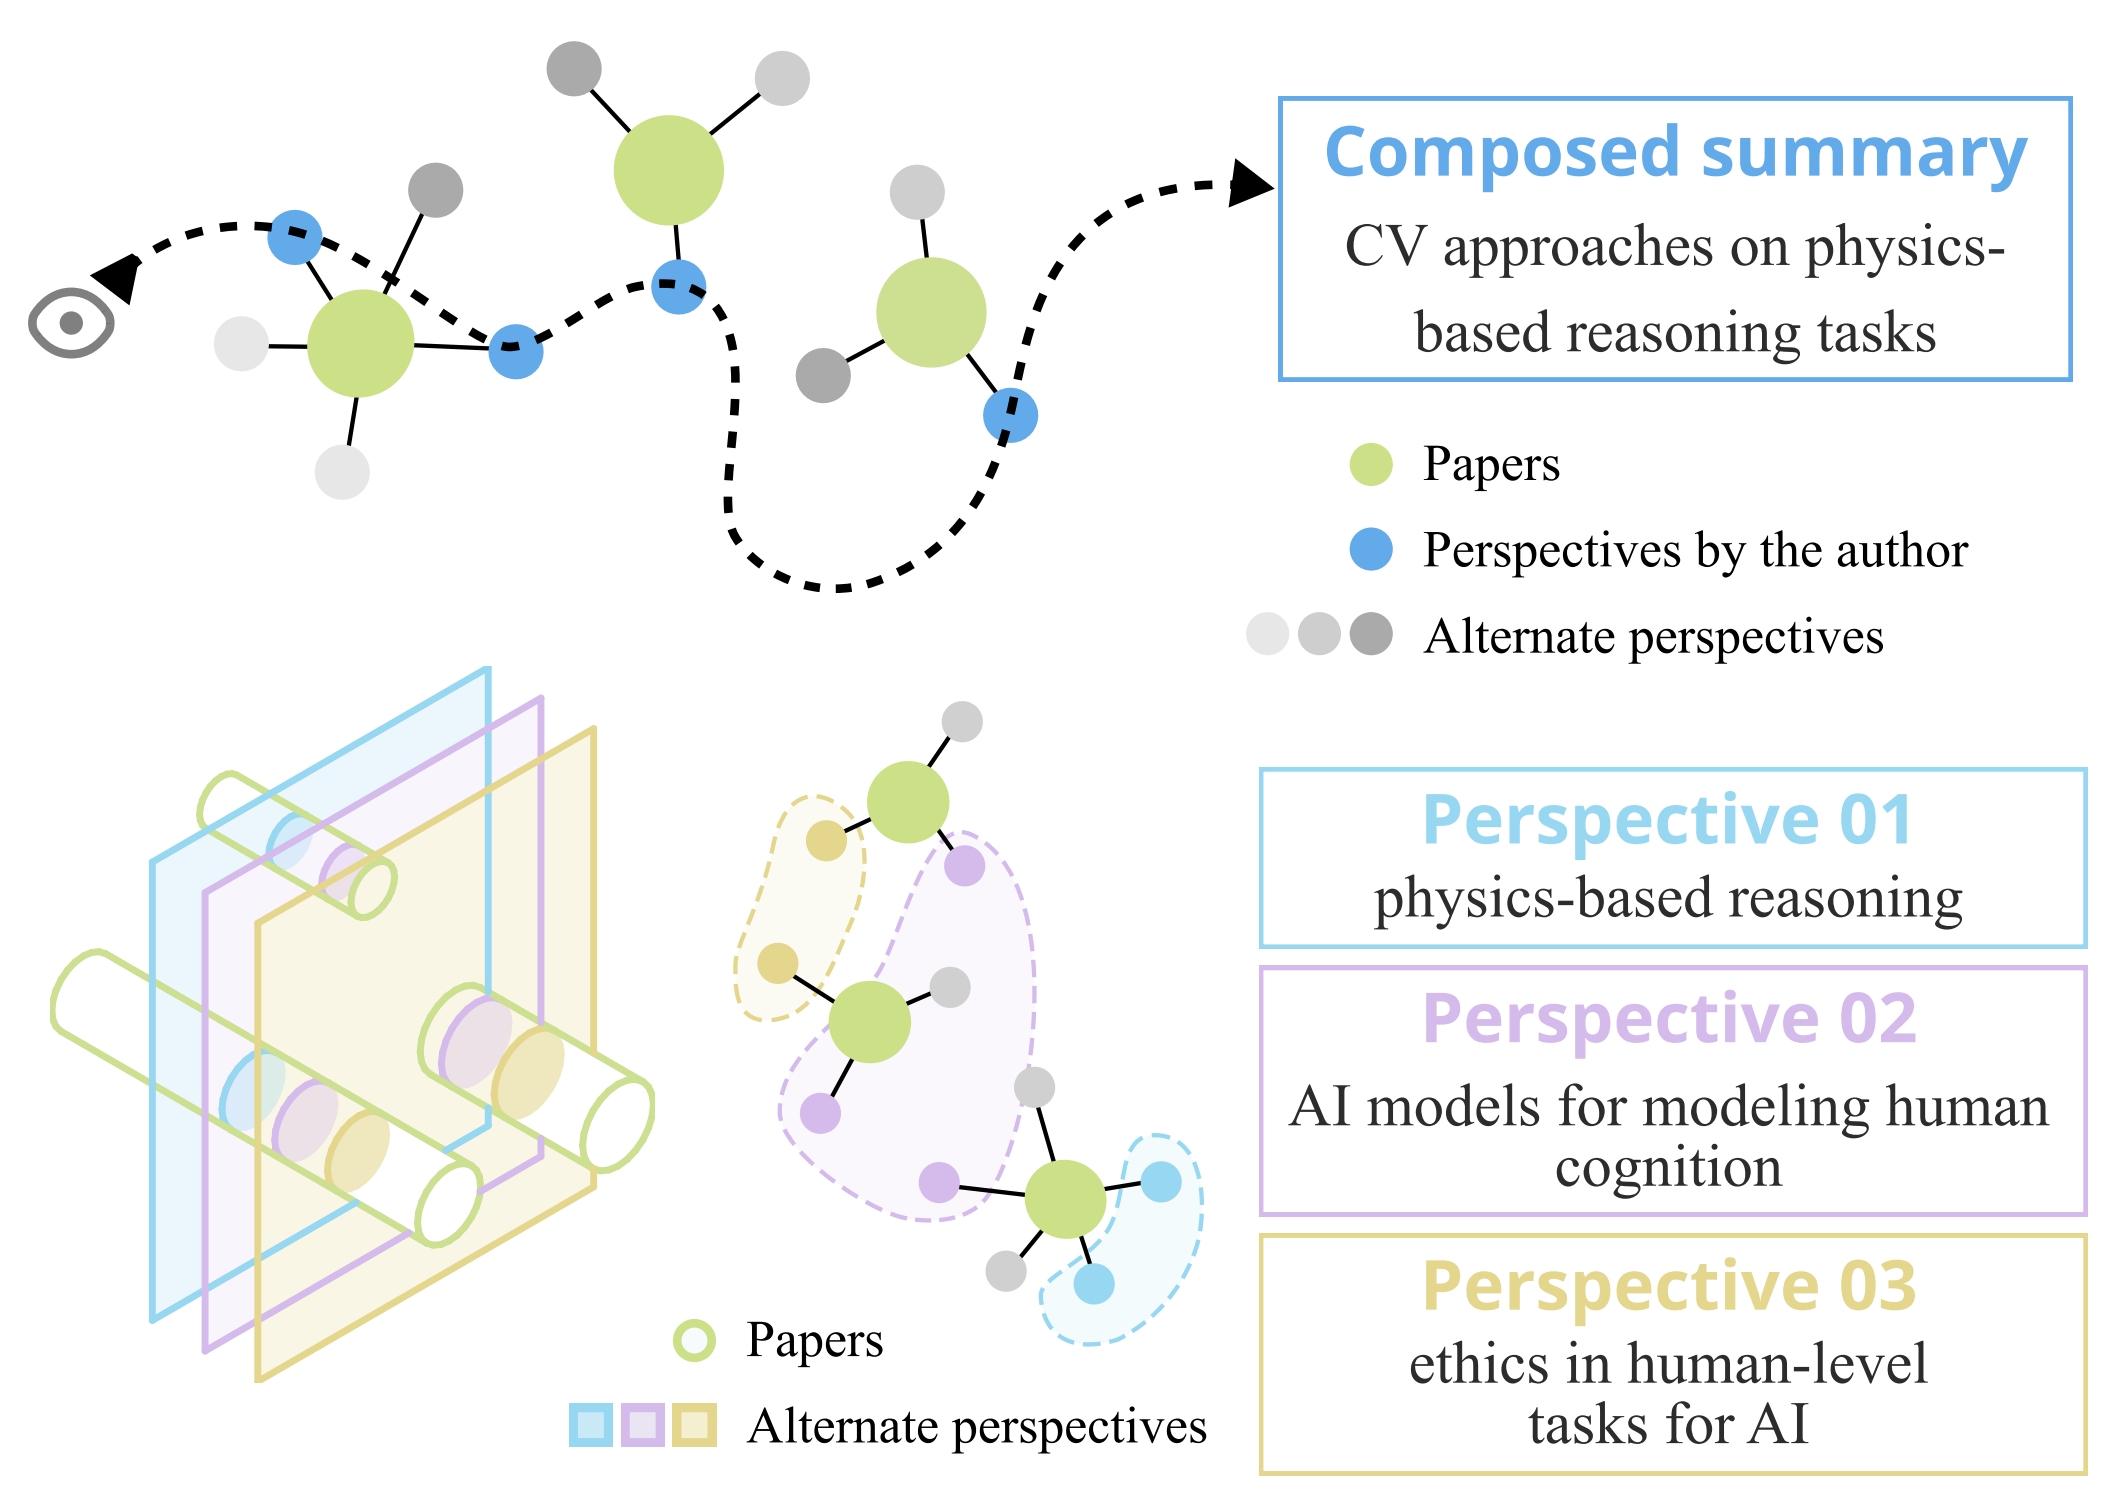 Composed summary
CV approaches on physics-
based reasoning tasks
Papers
Perspectives by the author
Alternate perspectives
Perspective 01
physics-based reasoning
Perspective 02
AI models for modeling human
cognition
Perspective 03
ethics in human-level
tasks for AI
Papers
Alternate perspectives